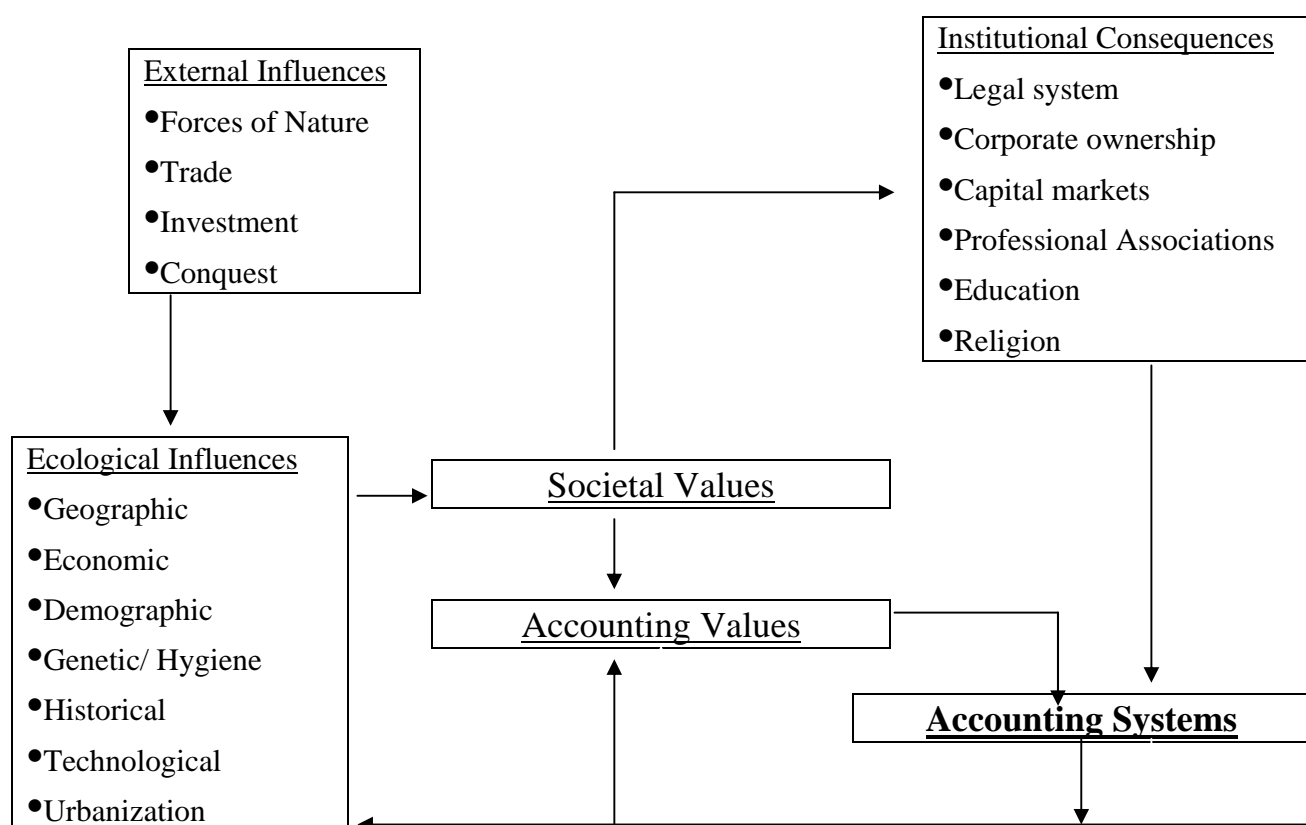 External Influences
•Forces of Nature
•Trade
•Investment
•Conquest
Institutional Consequences
•Legal system
•Corporate ownership
•Capital markets
•Professional Associations
•Education
•Religion
Ecological Influences
•Geographic
•Economic
•Demographic
•Genetic/ Hygiene
•Historical
•Technological
•Urbanization
Societal Values
Accounting Values
Accounting Systems